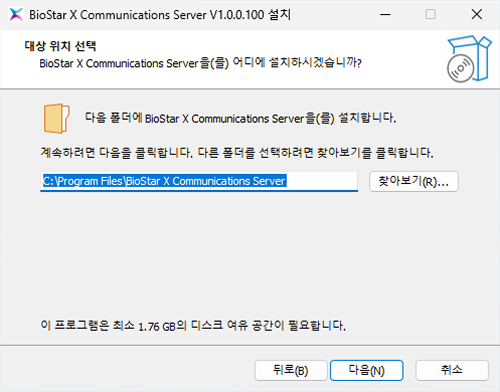 BioStar X Communications Server V1.0.0.100 설치
대상 위치 선택
BioStar X Communications Server을(를) 어디에 설치하시겠습니까?
다음 폴더에 BioStar X Communications Server을(를) 설치합니다.
계속하려면 다음을 클릭합니다. 다른 폴더를 선택하려면 찾아보기를 클릭합니다.
C:\Program Files\BioStar X Communications Server
찾아보기(R)...
이 프로그램은 최소 1.76 GB의 디스크 여유 공간이 필요합니다.
뒤로(B)
다음(N)
취소